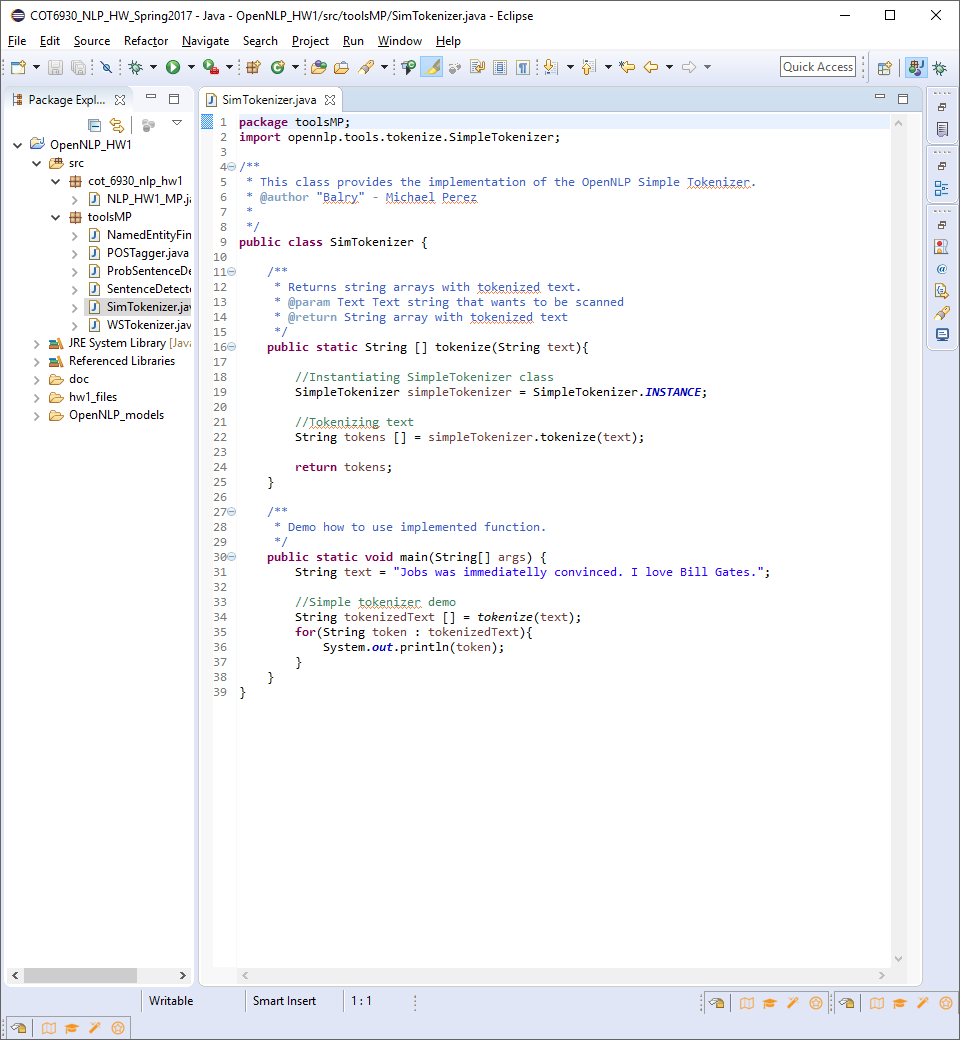 COT6930_NLP_HW_Spring2017 - Java - OpenNLP_HW1/src/toolsMP/SimTokenizer.java - Eclipse
File Edit Source Refactor Navigate Search Project Run Window Help
Quick Access
Package Expl...
OpenNLP_HW1
src
cot_6930_nlp_hw1
NLP_HW1_MP.ja
toolsMP
NamedEntityFin
POSTagger.java
ProbSentenceDe
SentenceDetecto
SimTokenizer.jav
WSTokenizer.jav
JRE System Library [Java
Referenced Libraries
doc
hw1_files
OpenNLP_models
SimTokenizer.java
1 package toolsMP;
2 import opennlp.tools.tokenize.SimpleTokenizer;
3
4 /**
5 * This class provides the implementation of the OpenNLP Simple Tokenizer.
6 * @author "Balry" - Michael Perez
7 *
8 */
9 public class SimTokenizer {
10
11 /**
12 * Returns string arrays with tokenized text.
13 * @param Text Text string that wants to be scanned
14 * @return String array with tokenized text
15 */
16 public static String [] tokenize(String text){
17
18 //Instantiating SimpleTokenizer class
19 SimpleTokenizer simpleTokenizer = SimpleTokenizer.INSTANCE;
20
21 //Tokenizing text
22 String tokens [] = simpleTokenizer.tokenize(text);
23
24 return tokens;
25 }
26
27 /**
28 * Demo how to use implemented function.
29 */
30 public static void main(String[] args) {
31 String text = "Jobs was immediatelly convinced. I love Bill Gates.";
32
33 //Simple tokenizer demo
34 String tokenizedText [] = tokenize(text);
35 for(String token : tokenizedText){
36 System.out.println(token);
37 }
38 }
39 }
Writable Smart Insert 1 : 1